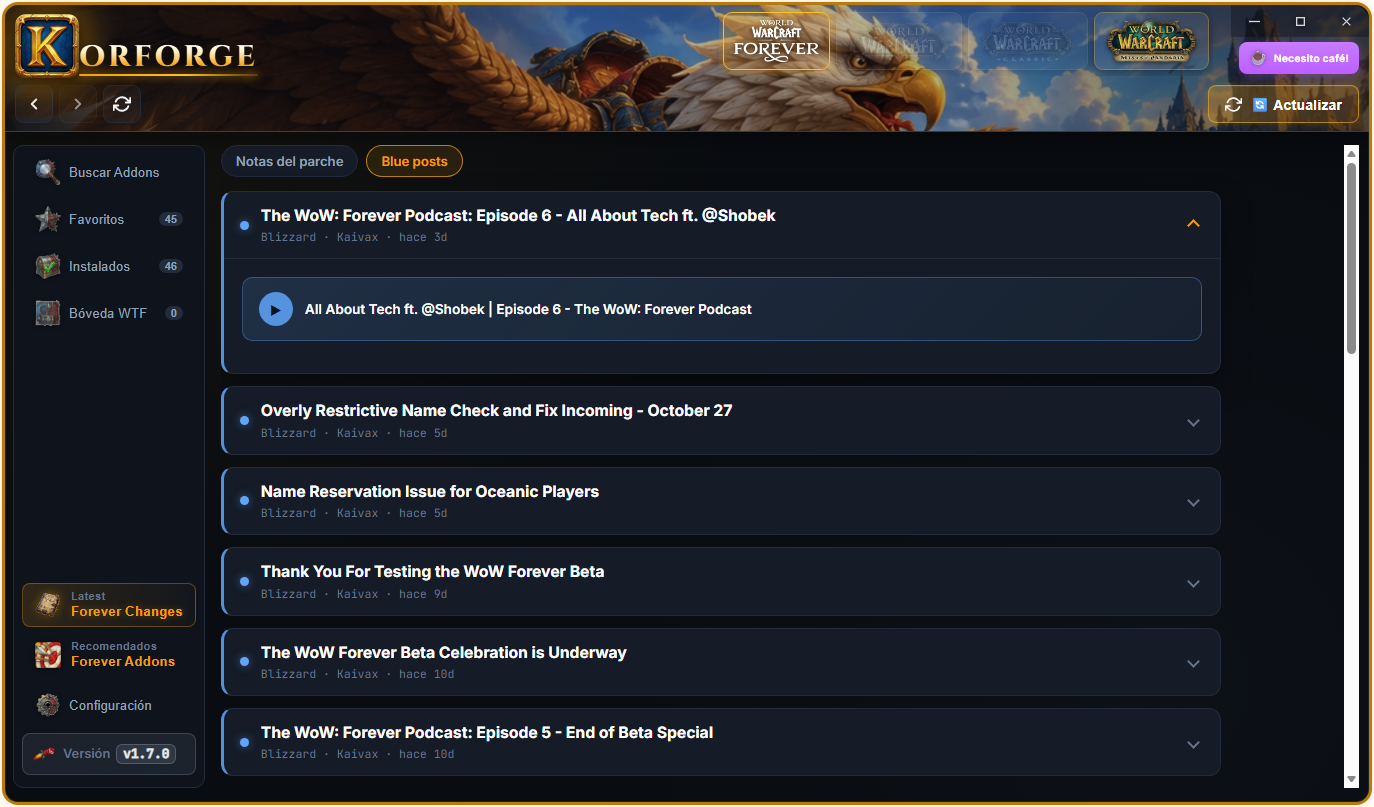 KORFORGE
WORLD
WARCRAFT
FOREVER
WORLD
WARCRAFT
WORLD
WARCRAFT
CLASSIC
WORLD
WARCRAFT
MISTS OF PANDARIA
Necesito café!
Actualizar
Buscar Addons
Favoritos 45
Instalados 46
Bóveda WTF 0
Latest
Forever Changes
Recomendados
Forever Addons
Configuración
Versión v1.7.0
Notas del parche Blue posts
The WoW: Forever Podcast: Episode 6 - All About Tech ft. @Shobek
Blizzard · Kaivax · hace 3d
All About Tech ft. @Shobek | Episode 6 - The WoW: Forever Podcast
Overly Restrictive Name Check and Fix Incoming - October 27
Blizzard · Kaivax · hace 5d
Name Reservation Issue for Oceanic Players
Blizzard · Kaivax · hace 5d
Thank You For Testing the WoW Forever Beta
Blizzard · Kaivax · hace 9d
The WoW Forever Beta Celebration is Underway
Blizzard · Kaivax · hace 10d
The WoW: Forever Podcast: Episode 5 - End of Beta Special
Blizzard · Kaivax · hace 10d